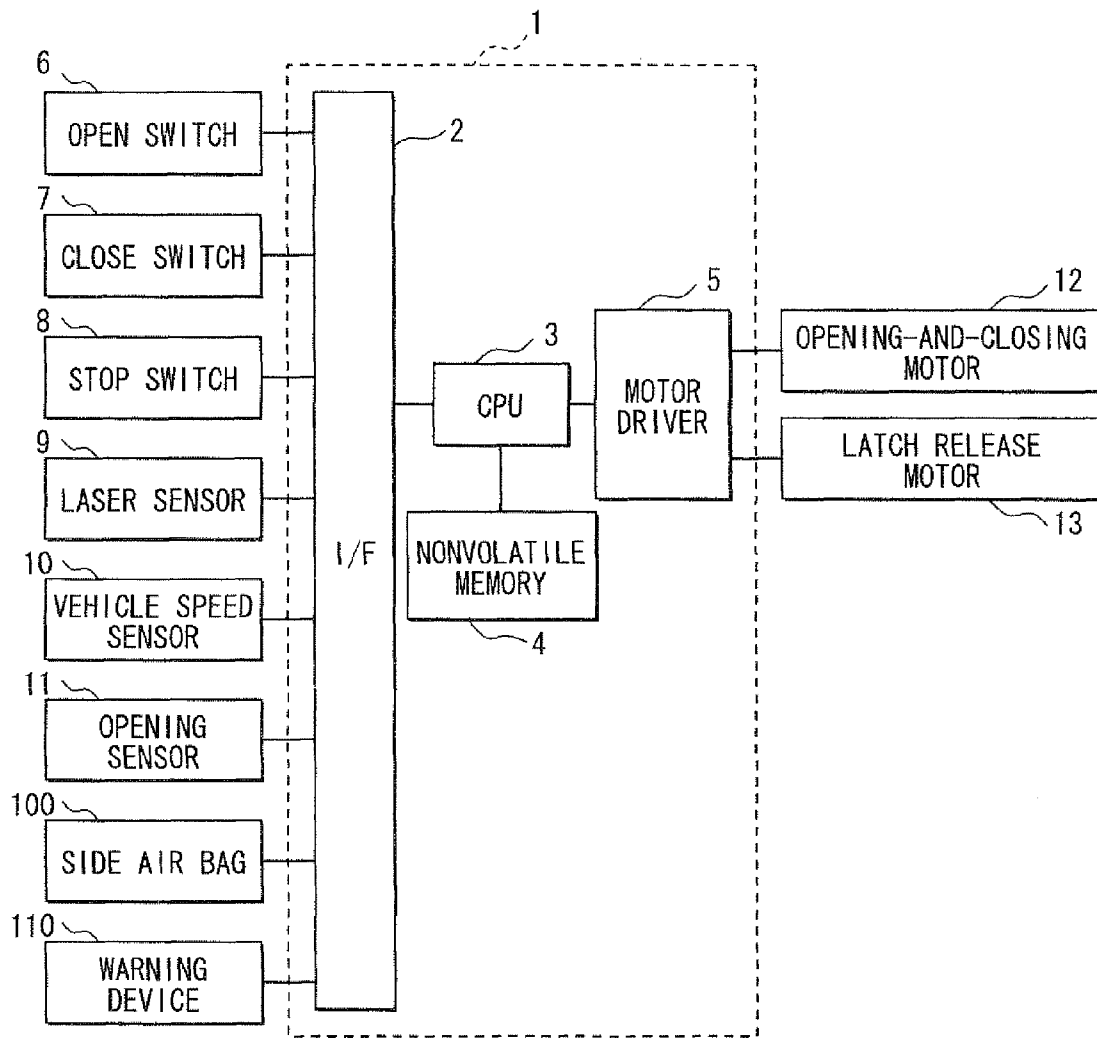 1
6
OPEN SWITCH
2
7
CLOSE SWITCH
8
STOP SWITCH
9
LASER SENSOR
10
VEHICLE SPEED
SENSOR
11
OPENING
SENSOR
100
SIDE AIR BAG
110
WARNING
DEVICE
I/F
3
CPU
NONVOLATILE
MEMORY
4
5
MOTOR
DRIVER
12
OPENING-AND-CLOSING
MOTOR
LATCH RELEASE
MOTOR
13